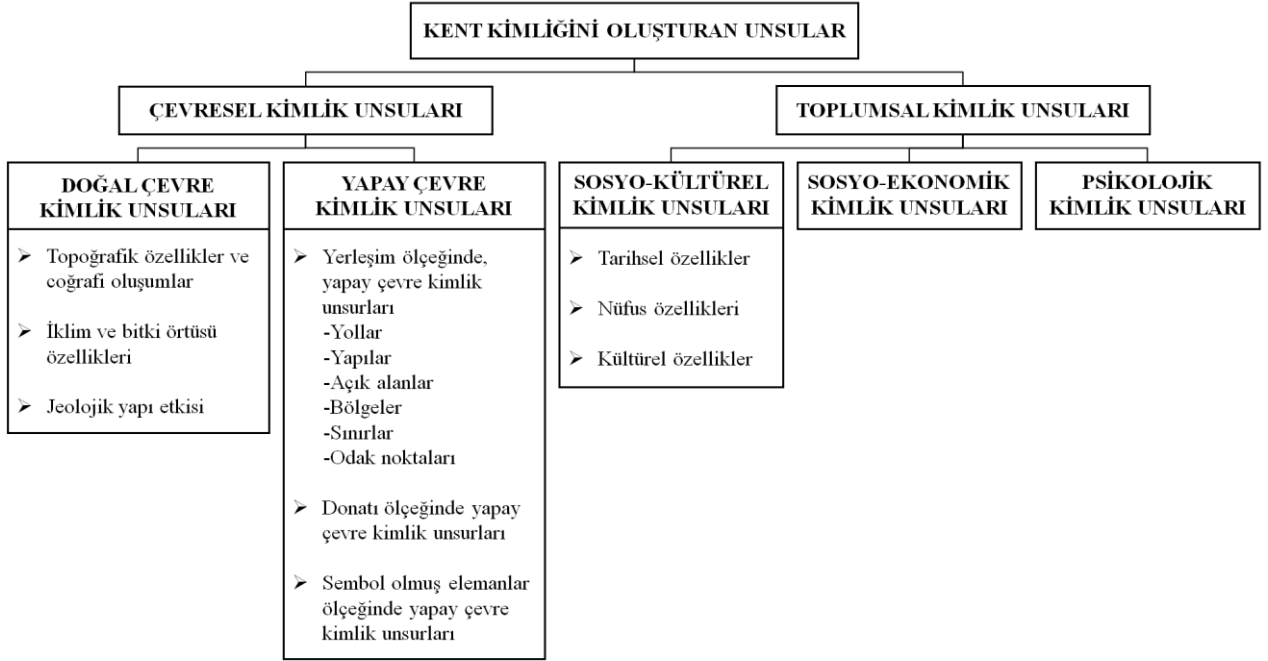 KENT KİMLİĞİNİ OLUŞTURAN UNSULAR
ÇEVRESEL KİMLİK UNSULARI
TOPLUMSAL KİMLİK UNSULARI
DOĞAL ÇEVRE
KİMLİK UNSULARI
➢ Topoğrafik özellikler ve
coğrafi oluşumlar
➢ İklim ve bitki örtüsü
özellikleri
➢ Jeolojik yapı etkisi
YAPAY ÇEVRE
KİMLİK UNSULARI
➢ Yerleşim ölçeğinde,
yapay çevre kimlik
unsurları
-Yollar
-Yapılar
-Açık alanlar
-Bölgeler
-Sınırlar
-Odak noktaları
➢ Donatı ölçeğinde yapay
çevre kimlik unsurları
➢ Sembol olmuş elemanlar
ölçeğinde yapay çevre
kimlik unsurları
SOSYO-KÜLTÜREL
KİMLİK UNSULARI
➢ Tarihsel özellikler
➢ Nüfus özellikleri
➢ Kültürel özellikler
SOSYO-EKONOMİK
KİMLİK UNSULARI
PSİKOLOJİK
KİMLİK UNSULARI